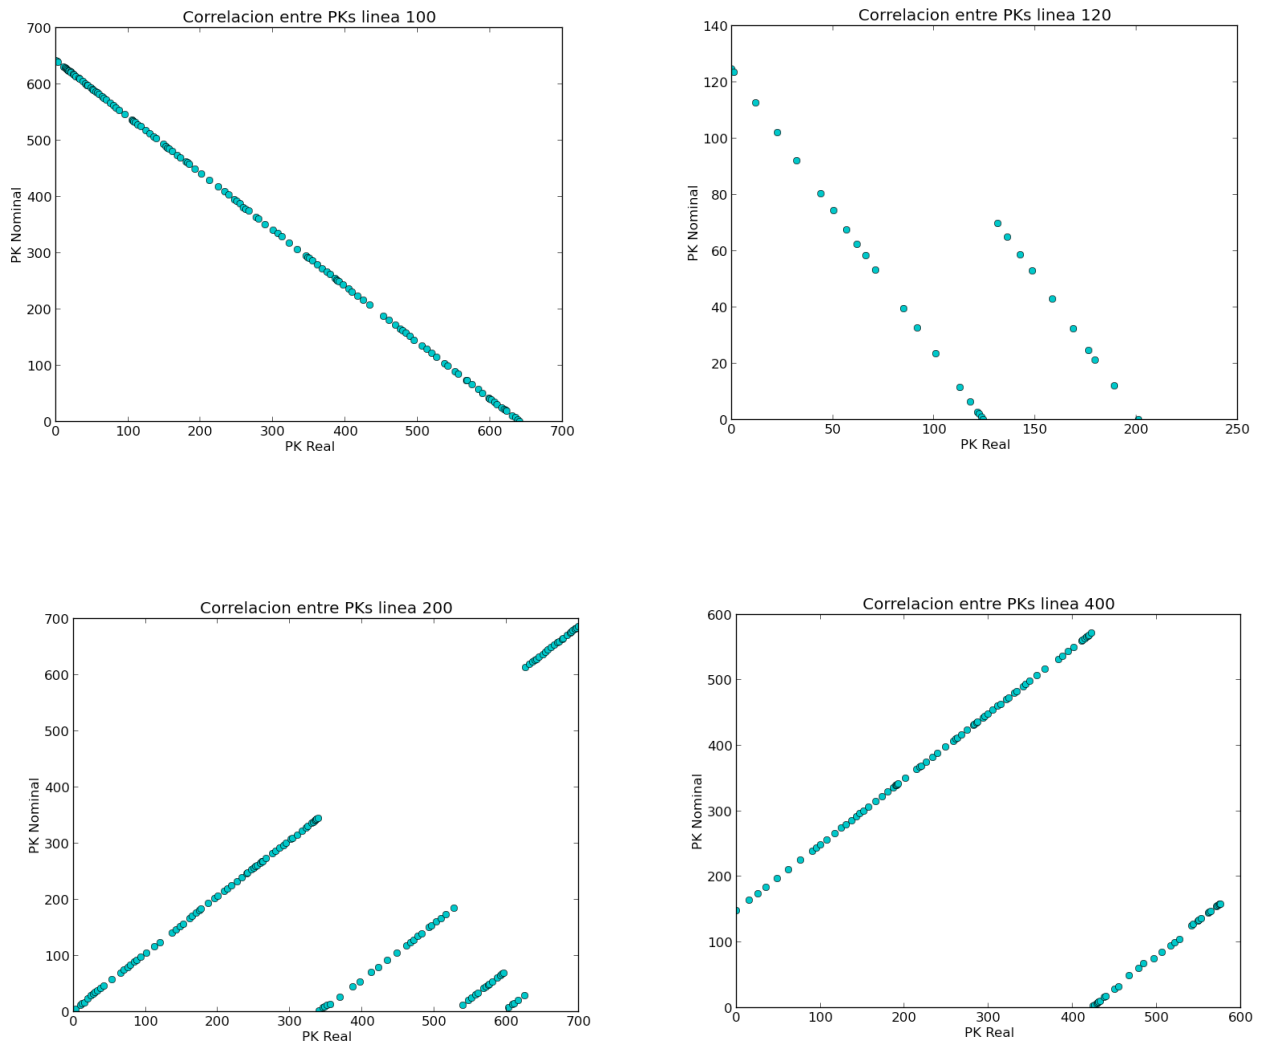 Correlacion entre PKs linea 100
700
600
500
400
300
200
100
0
PK Nominal
0 100 200 300 400 500 600 700
PK Real
Correlacion entre PKs linea 120
140
120
100
80
60
40
20
0
PK Nominal
0 50 100 150 200 250
PK Real
Correlacion entre PKs linea 200
700
600
500
400
300
200
100
0
PK Nominal
0 100 200 300 400 500 600 700
PK Real
Correlacion entre PKs linea 400
600
500
400
300
200
100
0
PK Nominal
0 100 200 300 400 500 600
PK Real